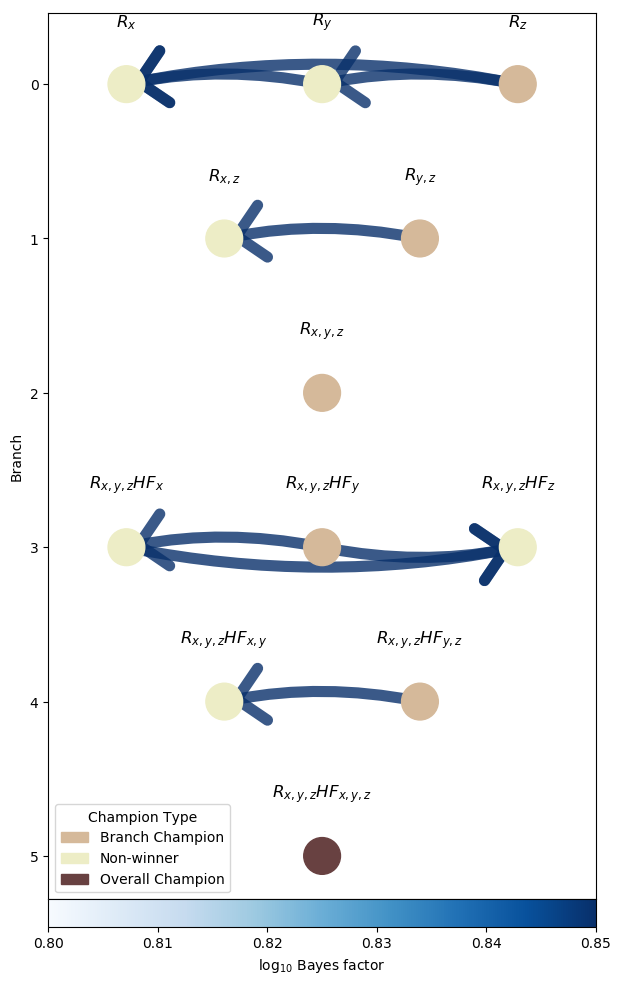 R_x R_y R_z
0
R_{x,z} R_{y,z}
1
R_{x,y,z}
2
Branch
R_{x,y,z}HF_x R_{x,y,z}HF_y R_{x,y,z}HF_z
3
R_{x,y,z}HF_{x,y} R_{x,y,z}HF_{y,z}
4
R_{x,y,z}HF_{x,y,z}
Champion Type
Branch Champion
Non-winner
Overall Champion
5
0.80 0.81 0.82 0.83 0.84 0.85
log_{10} Bayes factor